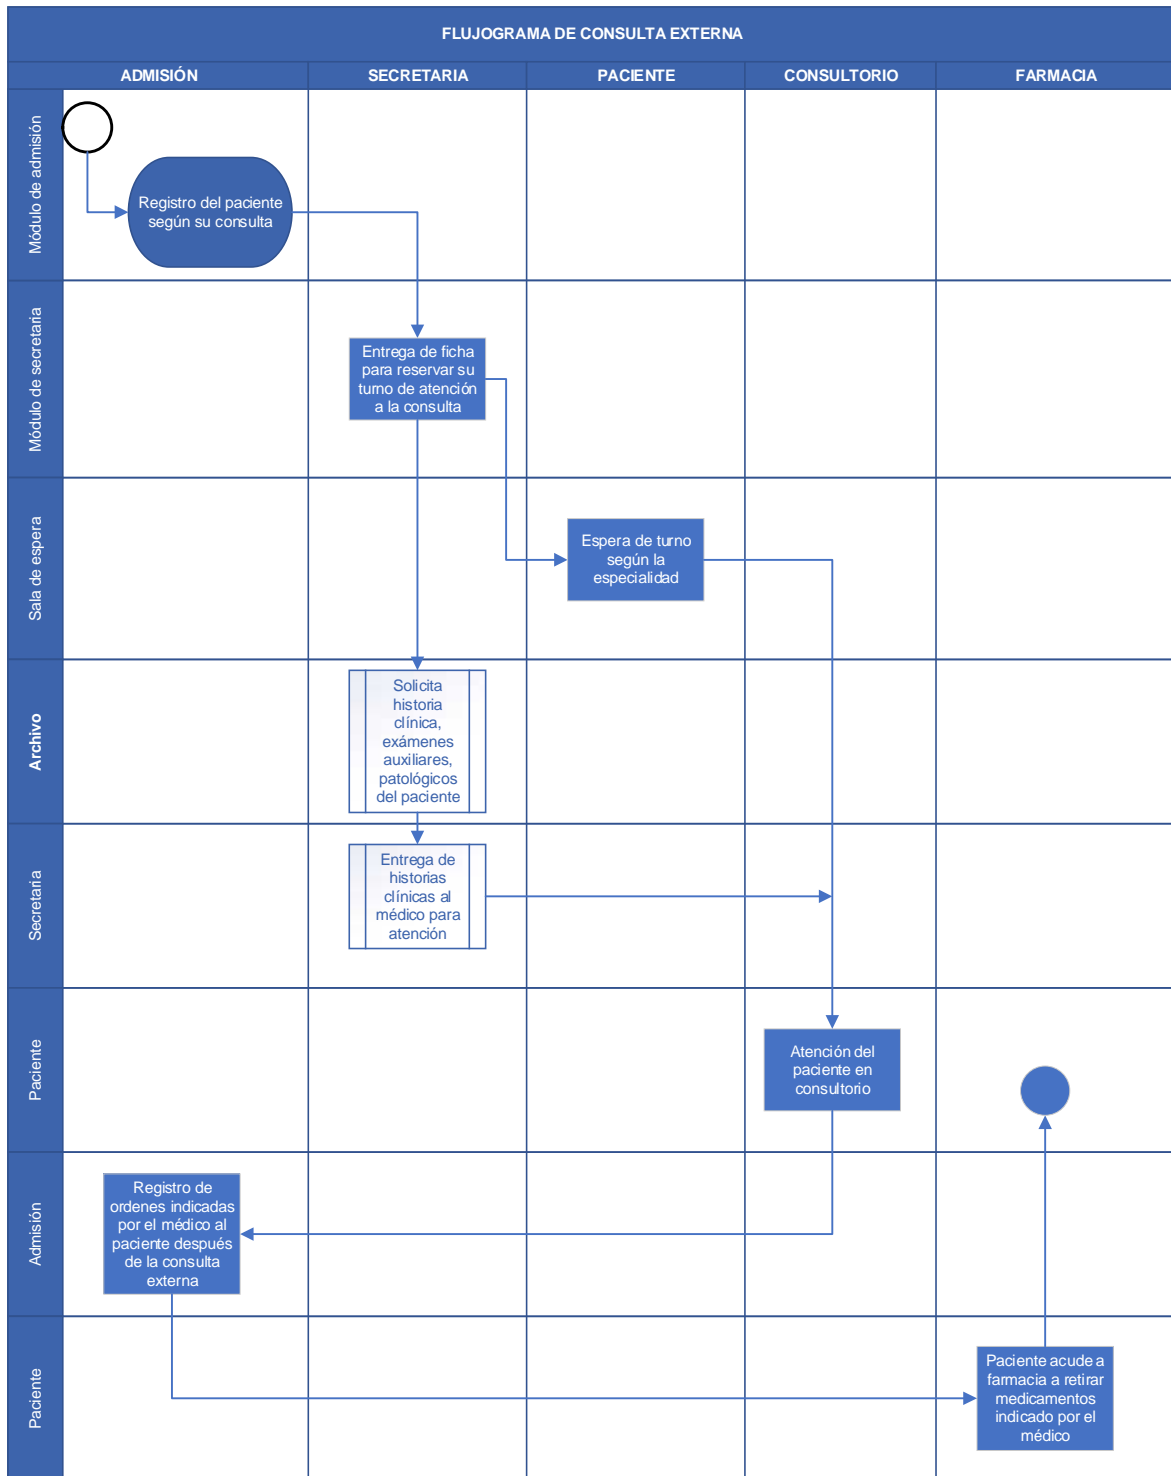 FLUJOGRAMA DE CONSULTA EXTERNA
ADMISIÓN
SECRETARIA
PACIENTE
CONSULTORIO
FARMACIA
Módulo de admisión
Registro del paciente
según su consulta
Módulo de secretaria
Entrega de ficha
para reservar su
turno de atención
a la consulta
Sala de espera
Espera de turno
según la
especialidad
Archivo
Solicita
historia
clínica,
exámenes
auxiliares,
patológicos
del paciente
Secretaria
Entrega de
historias
clínicas al
médico para
atención
Paciente
Atención del
paciente en
consultorio
Admisión
Registro de
ordenes indicadas
por el médico al
paciente después
de la consulta
externa
Paciente
Paciente acude a
farmacia a retirar
medicamentos
indicado por el
médico